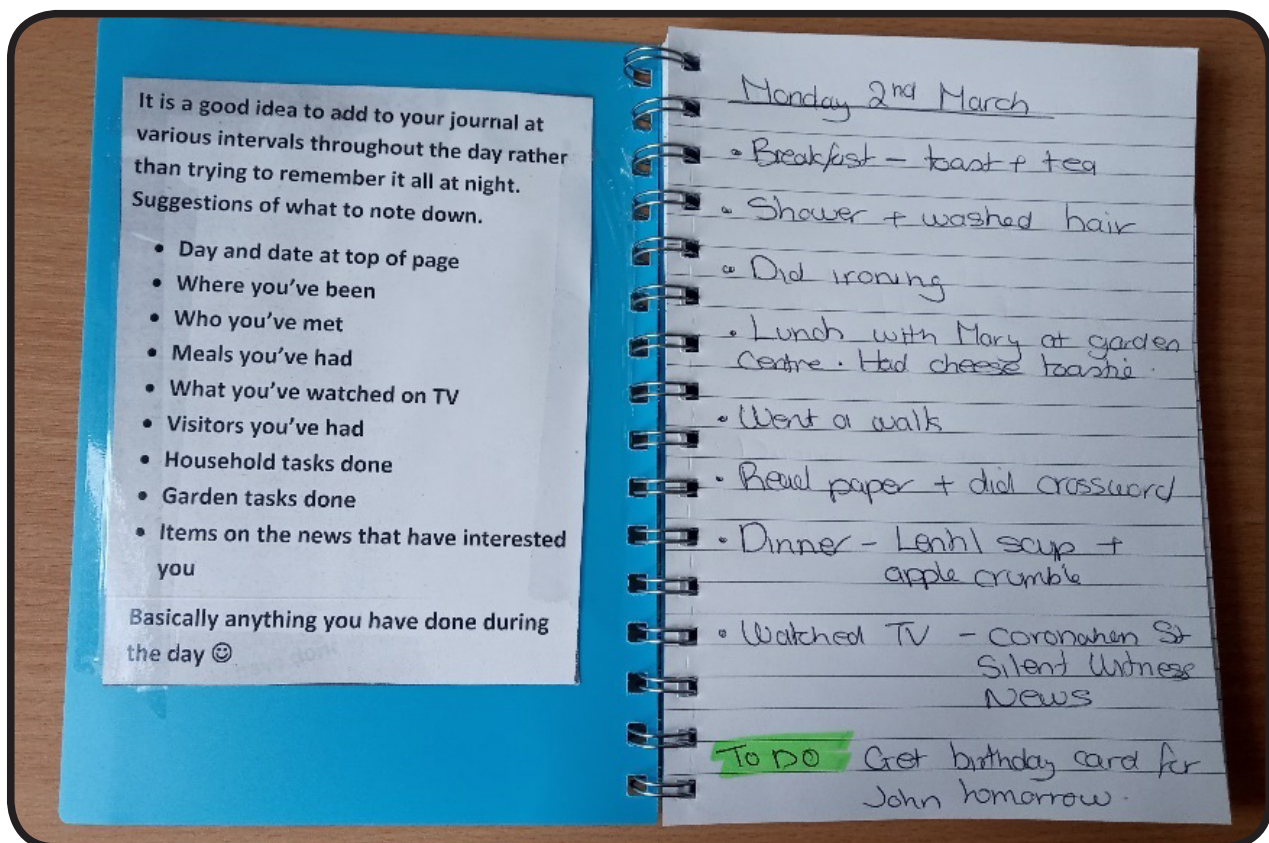 It is a good idea to add to your journal at
various intervals throughout the day rather
than trying to remember it all at night.
Suggestions of what to note down.
• Day and date at top of page
• Where you've been
• Who you've met
• Meals you've had
• What you've watched on TV
• Visitors you've had
• Household tasks done
• Garden tasks done
• Items on the news that have interested
you
Basically anything you have done during
the day ☺
Monday 2nd March
• Breakfast – toast + tea
• Shower + washed hair
• Did ironing
• Lunch with Mary at garden
centre. Had cheese toastie.
• Went a walk
• Read paper + did crossword
• Dinner – Lentil soup +
apple crumble
• Watched TV – Coronation St
Silent Witness
News
To DO Get birthday card for
John tomorrow.